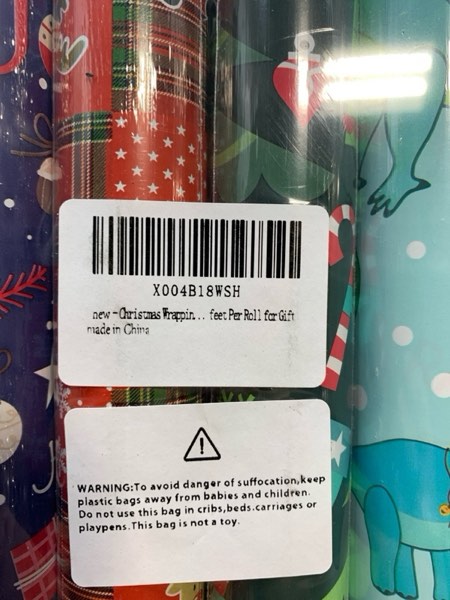 X004B18WSH
new - Christmas Wrappin... feet Per Roll for Gift
made in China
WARNING:To avoid danger of suffocation,keep
plastic bags away from babies and children.
Do not use this bag in cribs,beds.carriages or
playpens.This bag is not a toy.